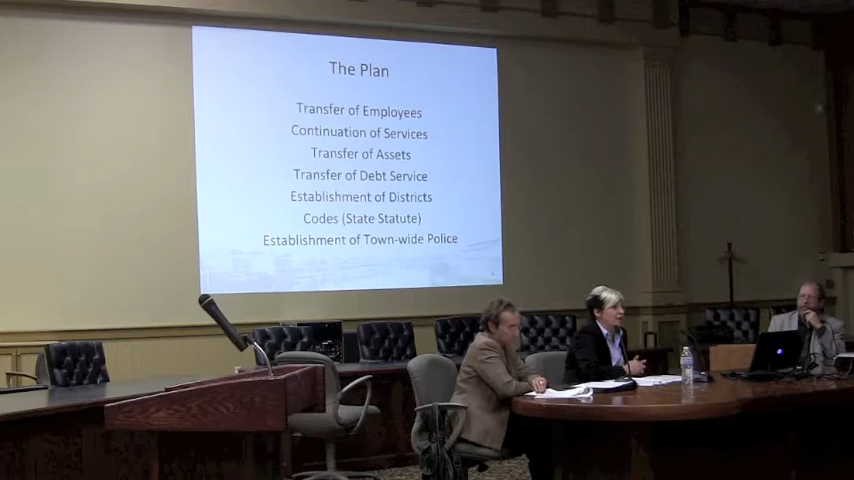 The Plan
Transfer of Employees
Continuation of Services
Transfer of Assets
Transfer of Debt Service
Establishment of Districts
Codes (State Statute)
Establishment of Town-wide Police